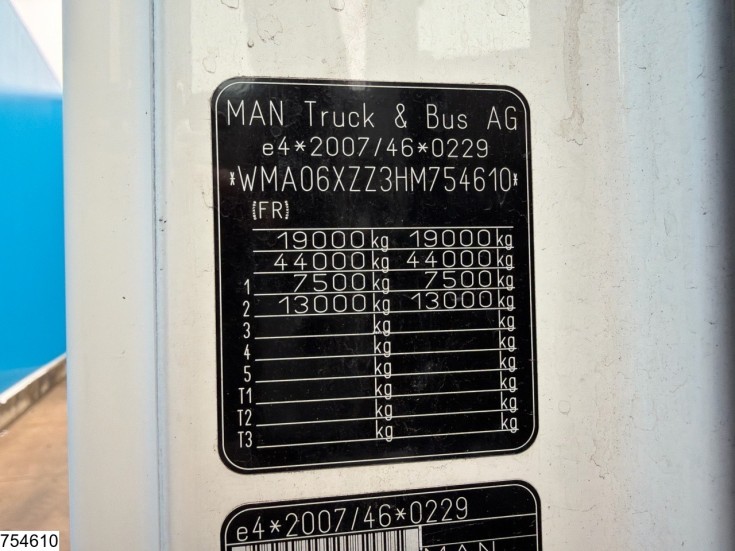 MAN Truck & Bus AG
e4*2007/46*0229
*WMA06XZZ3HM754610*
(FR)
19000 kg 19000 kg
44000 kg 44000 kg
1 7500 kg 7500 kg
2 13000 kg 13000 kg
3 kg kg
4 kg kg
5 kg kg
T1 kg kg
T2 kg kg
T3 kg kg
e4*2007/46*0229
MAN
754610